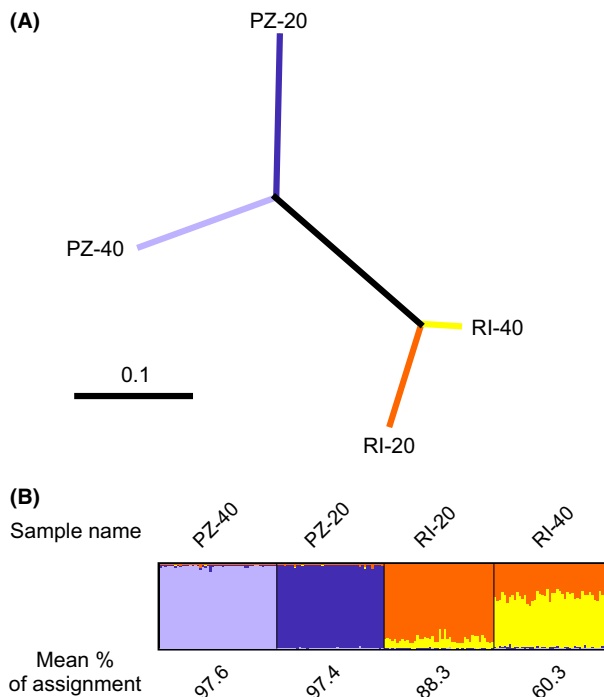 (A)
PZ-20
PZ-40
RI-40
0.1
RI-20
(B)
Sample name
PZ-40
PZ-20
RI-20
RI-40
Mean %
of assignment
97.6
97.4
88.3
60.3